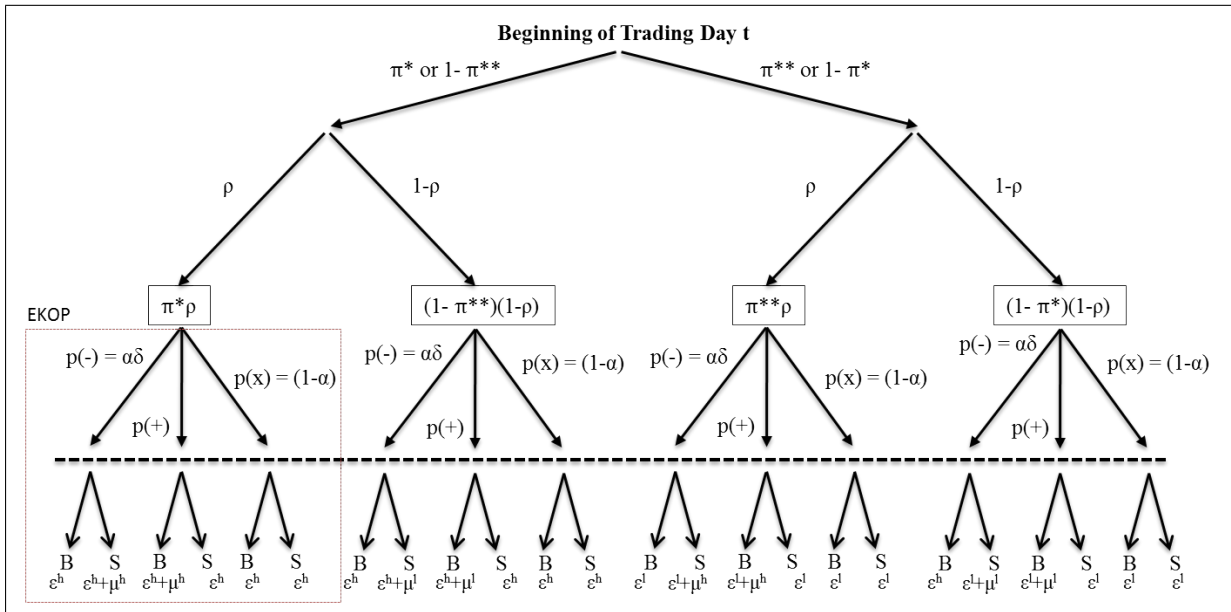 Beginning of Trading Day t
π* or 1- π**
π** or 1- π*
ρ
1-ρ
ρ
1-ρ
EKOP
π*ρ
(1- π**)(1-ρ)
π**ρ
(1- π*)(1-ρ)
p(-) = αδ
p(x) = (1-α)
p(-) = αδ
p(x) = (1-α)
p(-) = αδ
p(x) = (1-α)
p(-) = αδ
p(x) = (1-α)
p(+)
p(+)
p(+)
p(+)
B S B S B S B S B S B S B S B S B S B S B S B S
εʰ εʰ+μʰ εʰ+μʰ εʰ εʰ εʰ εʰ εʰ+μˡ εʰ+μˡ εʰ εʰ εʰ εˡ εˡ+μʰ εˡ+μʰ εˡ εˡ εˡ εʰ εˡ+μˡ εˡ+μˡ εˡ εˡ εˡ